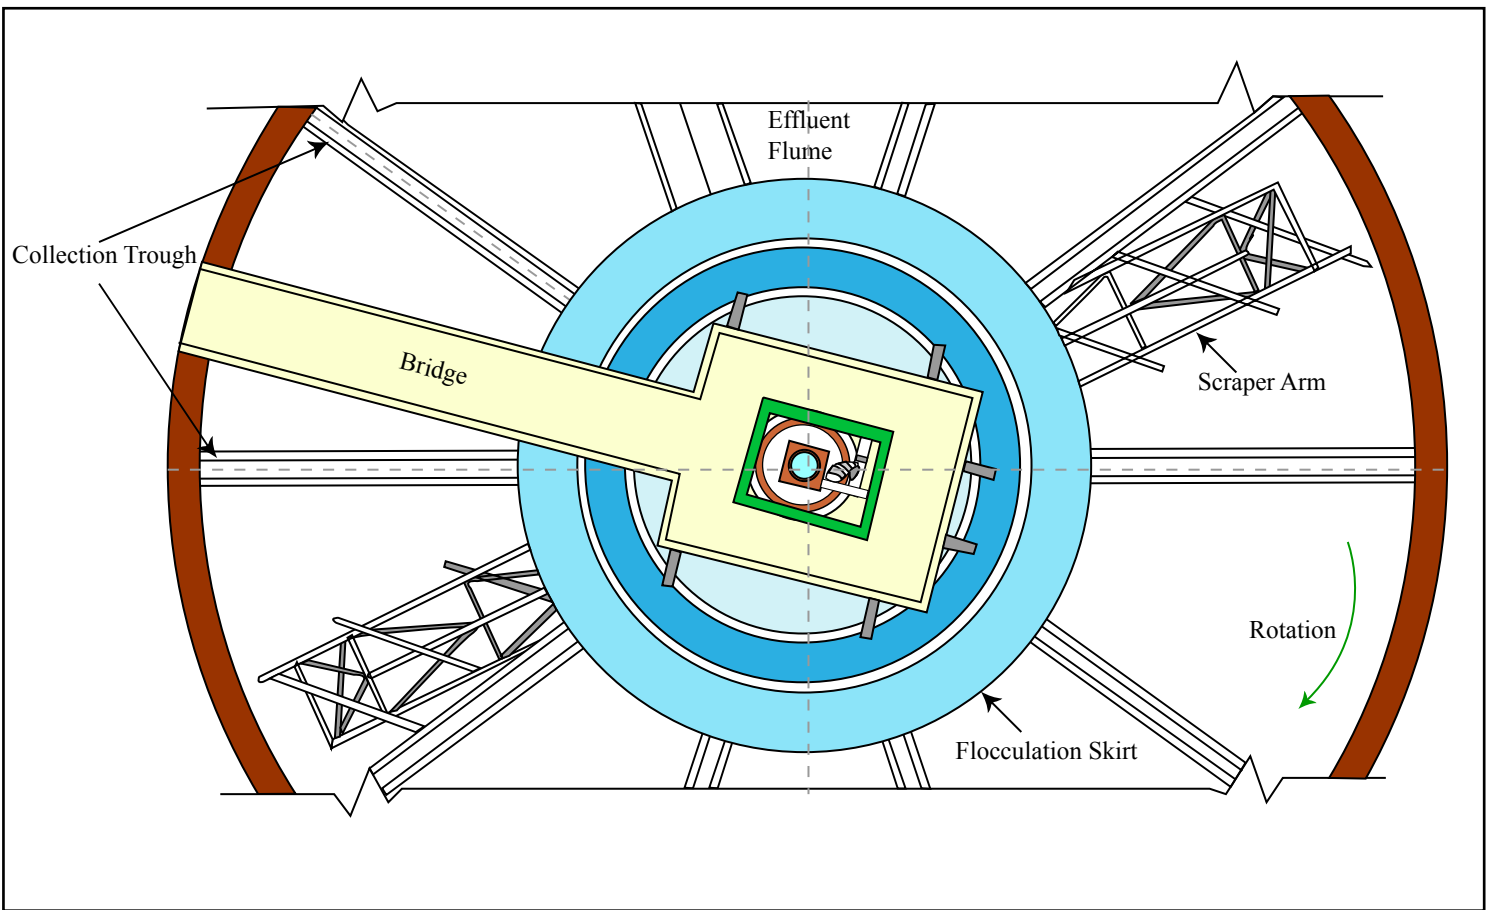 Effluent
Flume
Collection Trough
Bridge
Scraper Arm
Rotation
Flocculation Skirt